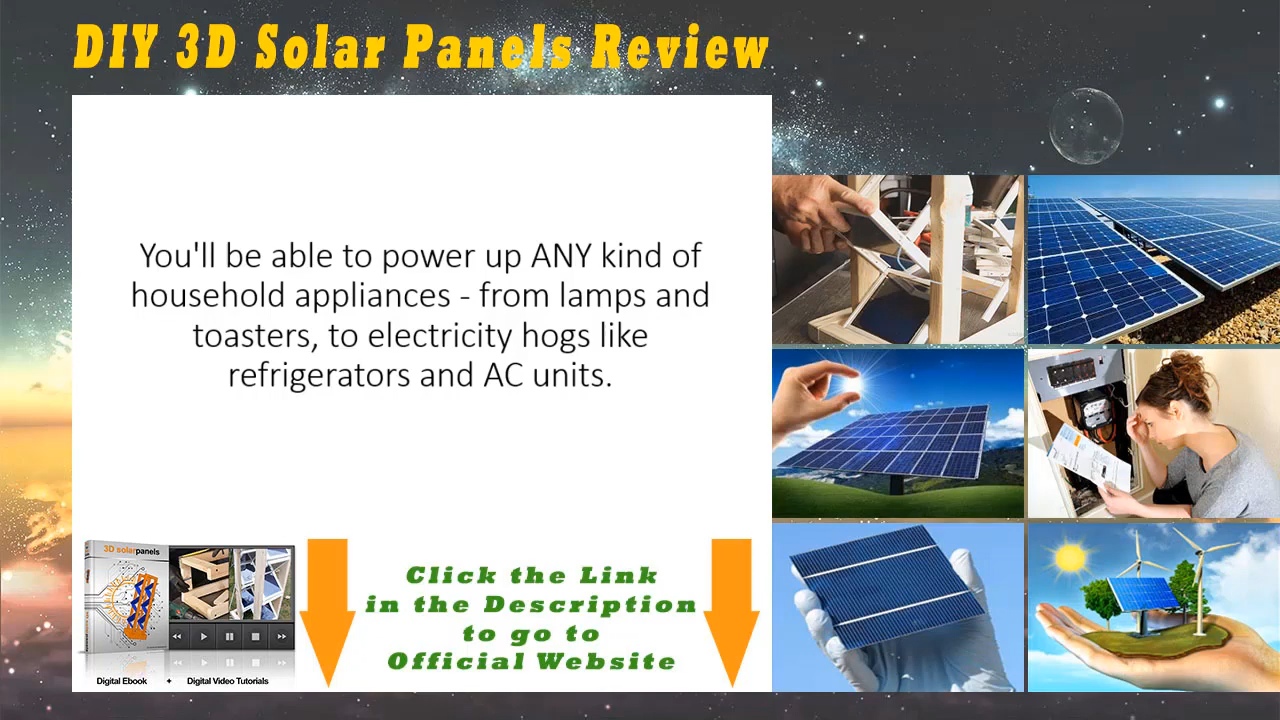 DIY 3D Solar Panels Review
You'll be able to power up ANY kind of
household appliances - from lamps and
toasters, to electricity hogs like
refrigerators and AC units.
3D solarpanels
Click the Link
in the Description
to go to
Official Website
Digital Ebook + Digital Video Tutorials